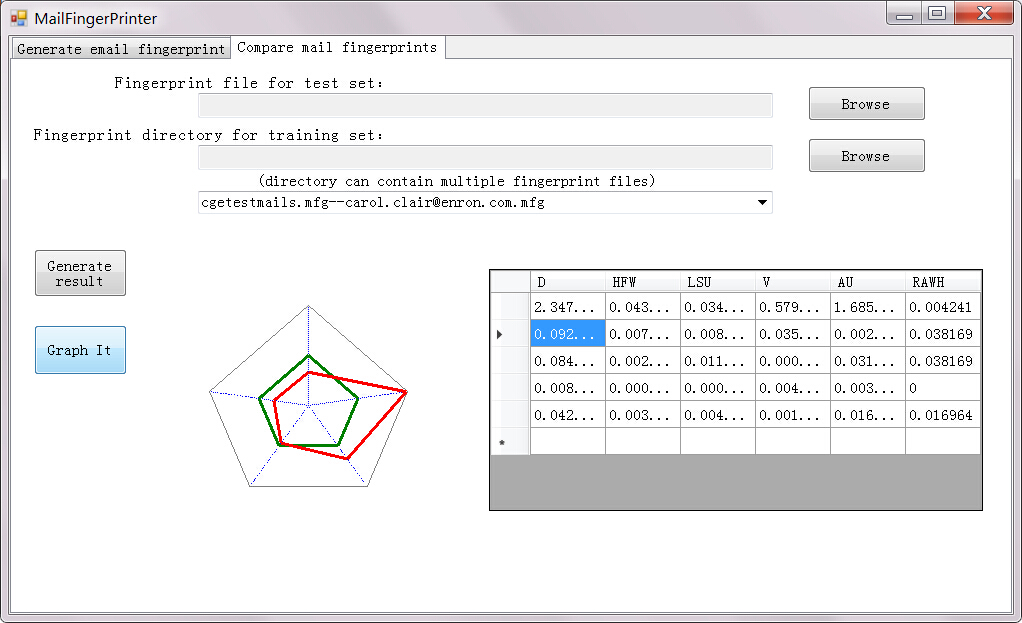 MailFingerPrinter
Generate email fingerprint Compare mail fingerprints
Fingerprint file for test set:
Browse
Fingerprint directory for training set:
Browse
(directory can contain multiple fingerprint files)
cgetestmails.mfg--carol.clair@enron.com.mfg
Generate
result
Graph It
D HFW LSU V AU RAWH
2.347... 0.043... 0.034... 0.579... 1.685... 0.004241
0.092... 0.007... 0.008... 0.035... 0.002... 0.038169
0.084... 0.002... 0.011... 0.000... 0.031... 0.038169
0.008... 0.000... 0.000... 0.004... 0.003... 0
0.042... 0.003... 0.004... 0.001... 0.016... 0.016964
*